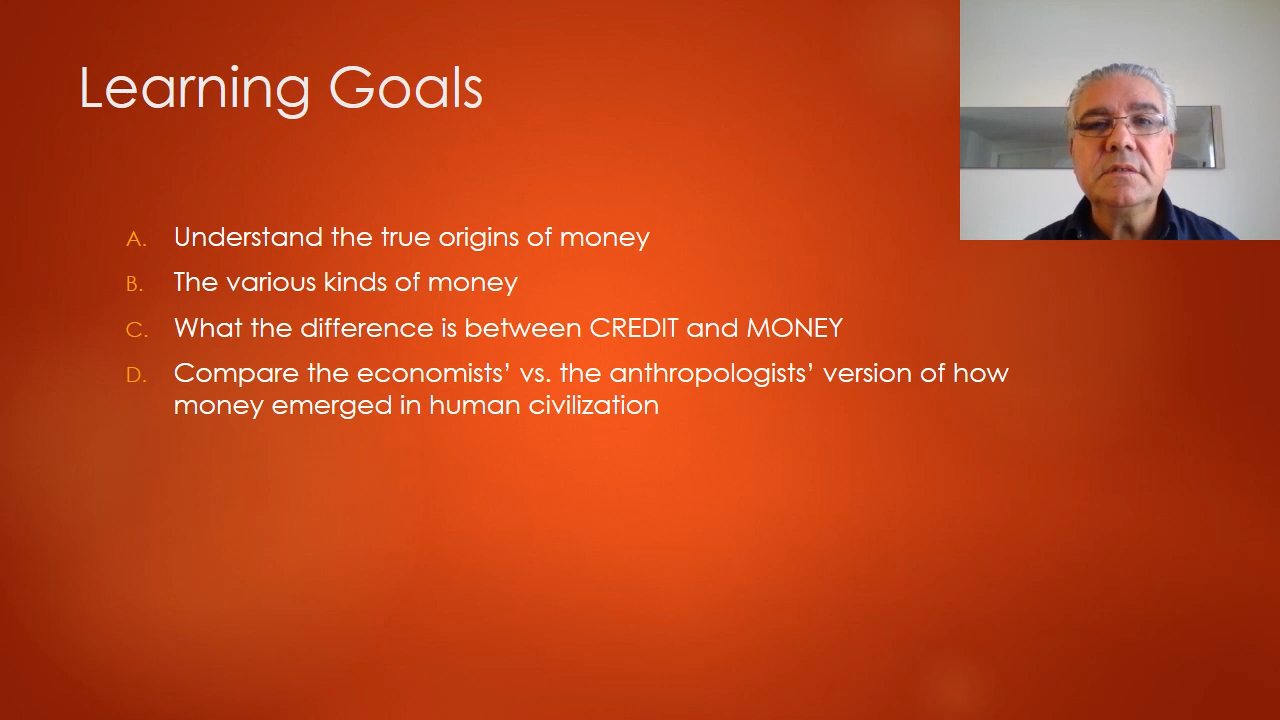 Learning Goals
A. Understand the true origins of money
B. The various kinds of money
C. What the difference is between CREDIT and MONEY
D. Compare the economists’ vs. the anthropologists’ version of how
money emerged in human civilization